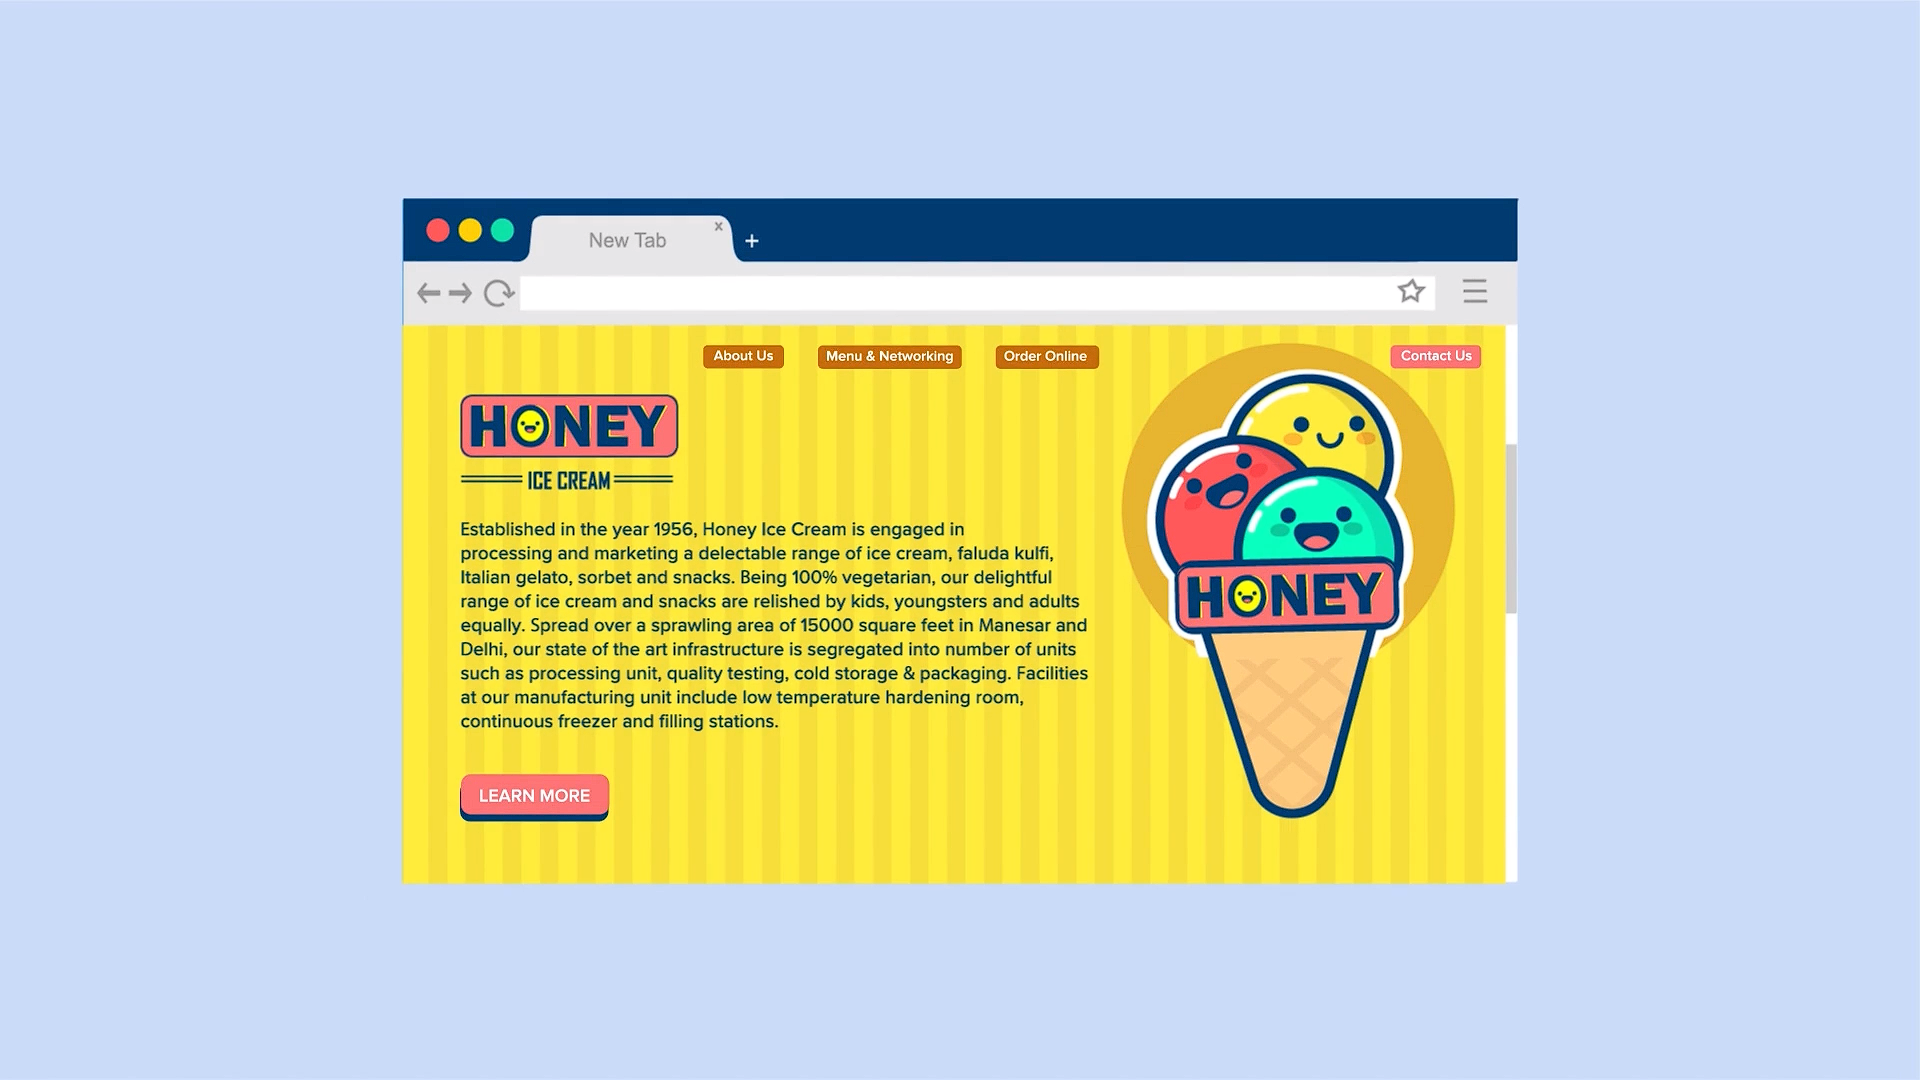 New Tab
x
+
About Us
Menu & Networking
Order Online
Contact Us
HONEY
ICE CREAM
Established in the year 1956, Honey Ice Cream is engaged in
processing and marketing a delectable range of ice cream, faluda kulfi,
Italian gelato, sorbet and snacks. Being 100% vegetarian, our delightful
range of ice cream and snacks are relished by kids, youngsters and adults
equally. Spread over a sprawling area of 15000 square feet in Manesar and
Delhi, our state of the art infrastructure is segregated into number of units
such as processing unit, quality testing, cold storage & packaging. Facilities
at our manufacturing unit include low temperature hardening room,
continuous freezer and filling stations.
LEARN MORE
HONEY